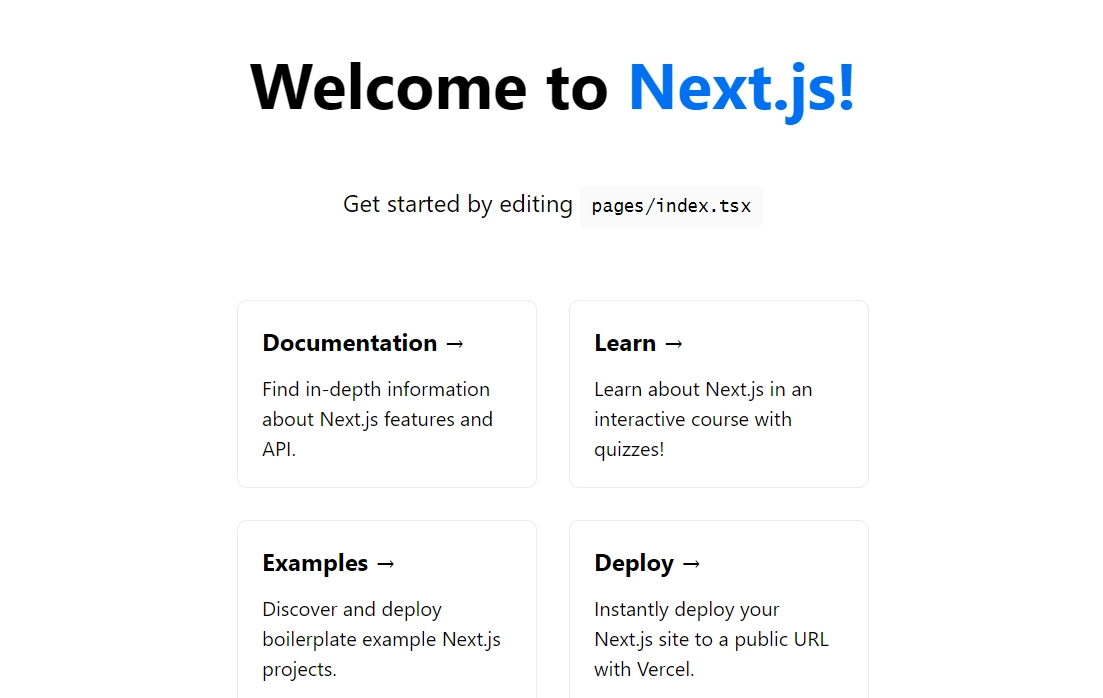 Welcome to Next.js!
Get started by editing pages/index.tsx
Documentation →
Find in-depth information
about Next.js features and
API.
Learn →
Learn about Next.js in an
interactive course with
quizzes!
Examples →
Discover and deploy
boilerplate example Next.js
projects.
Deploy →
Instantly deploy your
Next.js site to a public URL
with Vercel.